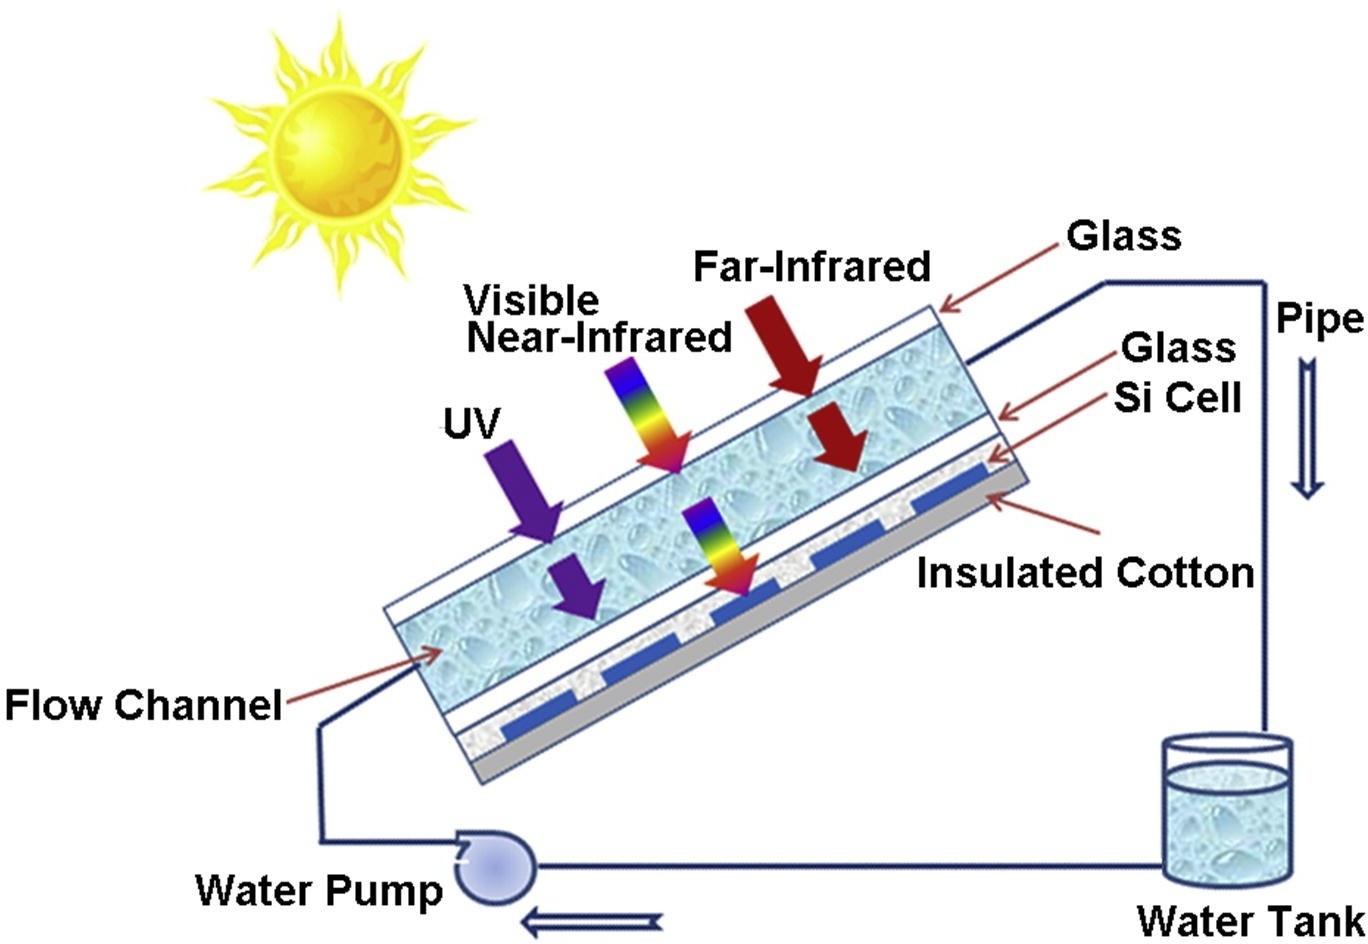 Glass
Far-Infrared
Visible
Near-Infrared
Pipe
Glass
Si Cell
UV
Insulated Cotton
Flow Channel
Water Pump
Water Tank